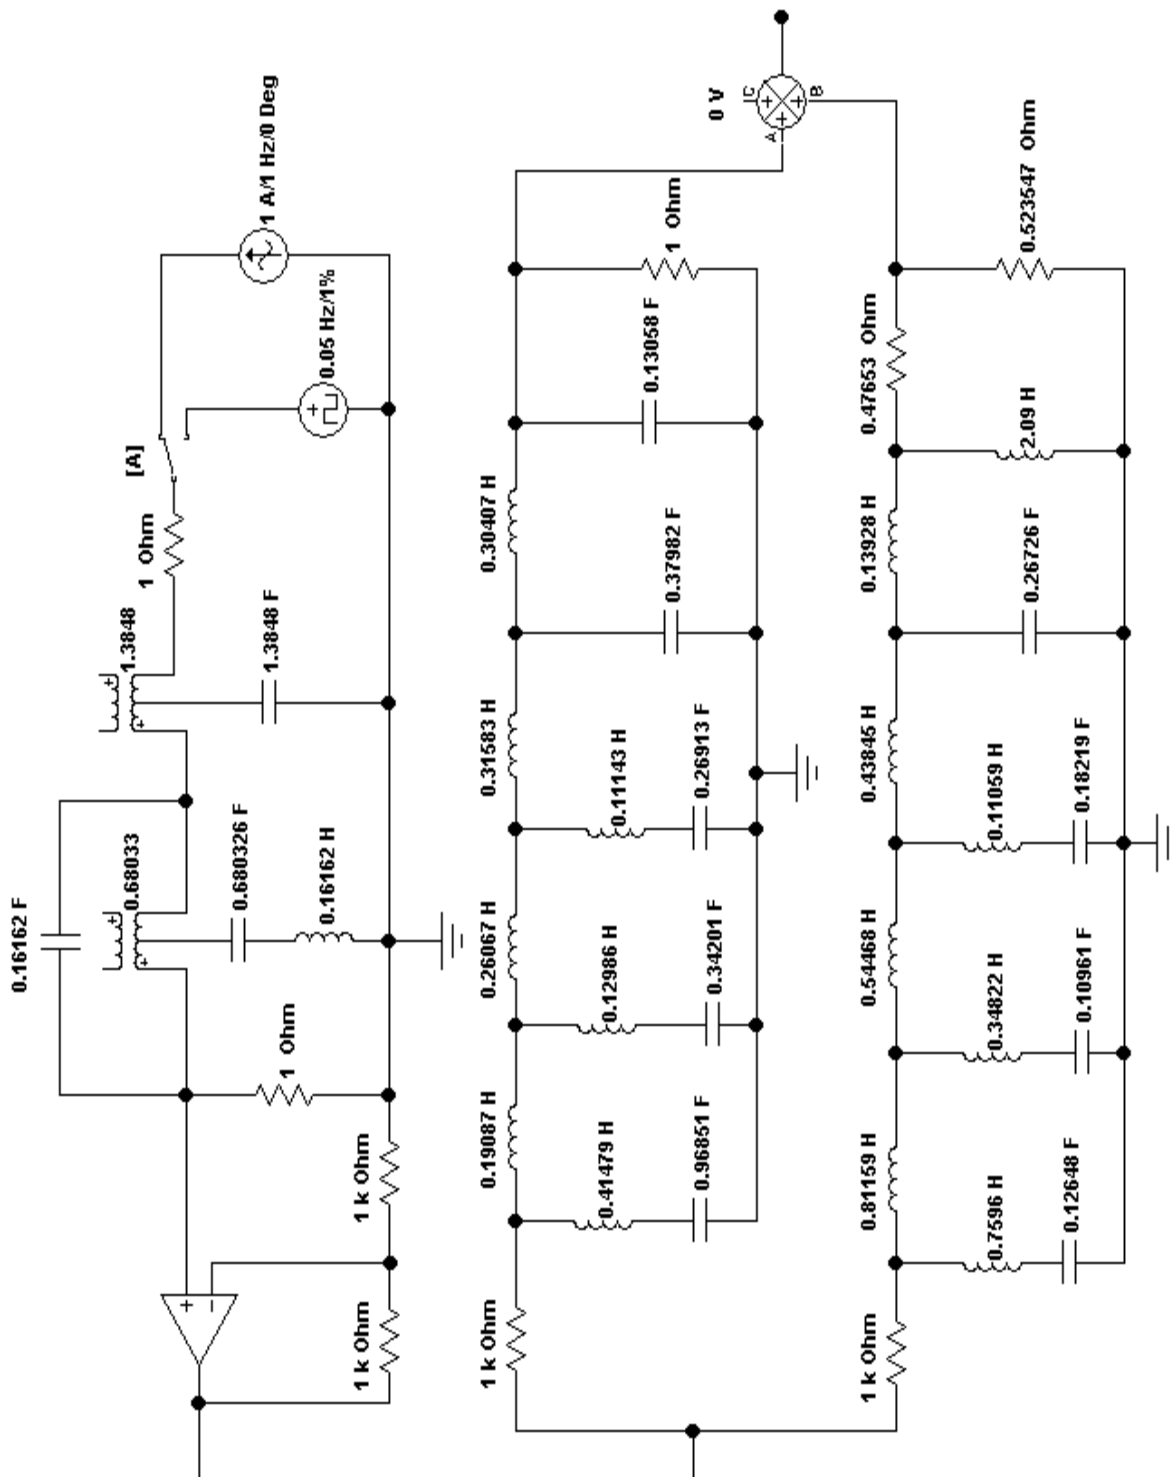 0.16162 F
0.68033
0.680326 F
0.16162 H
1 Ohm
1.3848
1.3848 F
1 Ohm
[A]
0.05 Hz/1%
1 A/1 Hz/0 Deg
+
−
1 k Ohm
1 k Ohm
1 k Ohm
0.19087 H
0.26067 H
0.31583 H
0.30407 H
0.41479 H
0.96851 F
0.12986 H
0.34201 F
0.11143 H
0.26913 F
0.37982 F
0.13058 F
1 Ohm
0 V
A
B
C
1 k Ohm
0.81159 H
0.54468 H
0.43845 H
0.13928 H
0.47653 Ohm
0.7596 H
0.12648 F
0.34822 H
0.10961 F
0.11059 H
0.18219 F
0.26726 F
2.09 H
0.523547 Ohm